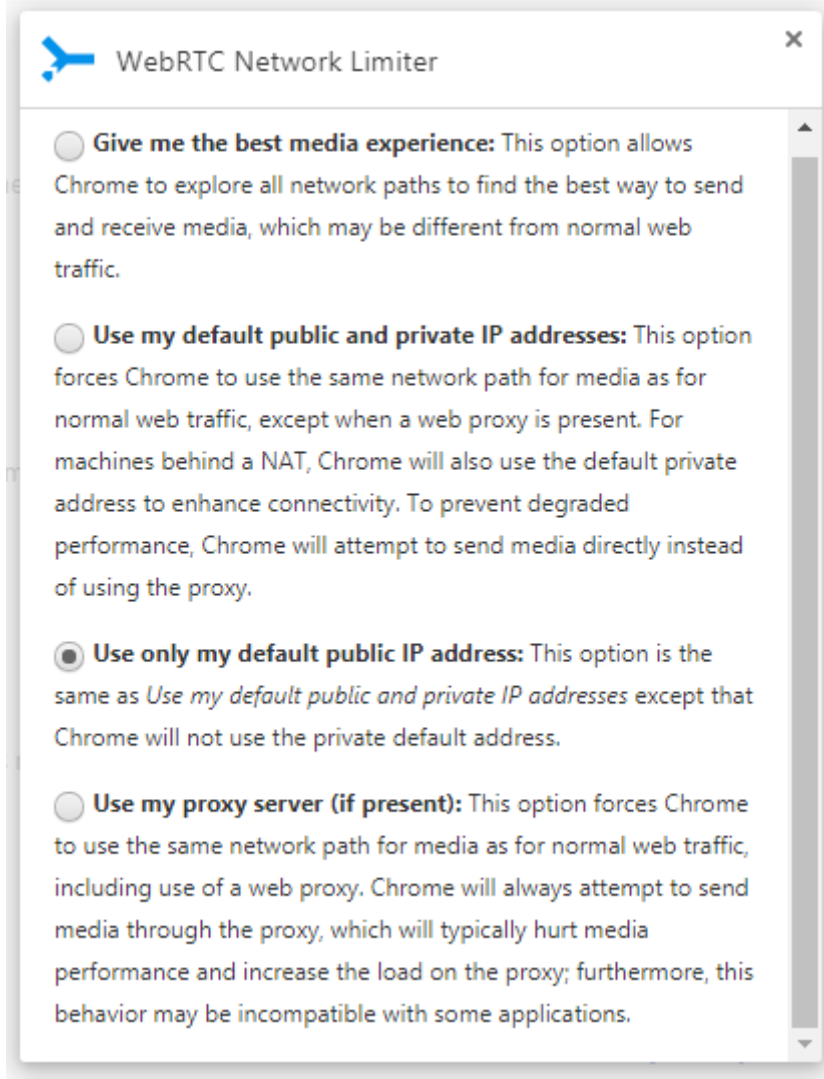 WebRTC Network Limiter
Give me the best media experience: This option allows
Chrome to explore all network paths to find the best way to send
and receive media, which may be different from normal web
traffic.
Use my default public and private IP addresses: This option
forces Chrome to use the same network path for media as for
normal web traffic, except when a web proxy is present. For
machines behind a NAT, Chrome will also use the default private
address to enhance connectivity. To prevent degraded
performance, Chrome will attempt to send media directly instead
of using the proxy.
Use only my default public IP address: This option is the
same as Use my default public and private IP addresses except that
Chrome will not use the private default address.
Use my proxy server (if present): This option forces Chrome
to use the same network path for media as for normal web traffic,
including use of a web proxy. Chrome will always attempt to send
media through the proxy, which will typically hurt media
performance and increase the load on the proxy; furthermore, this
behavior may be incompatible with some applications.